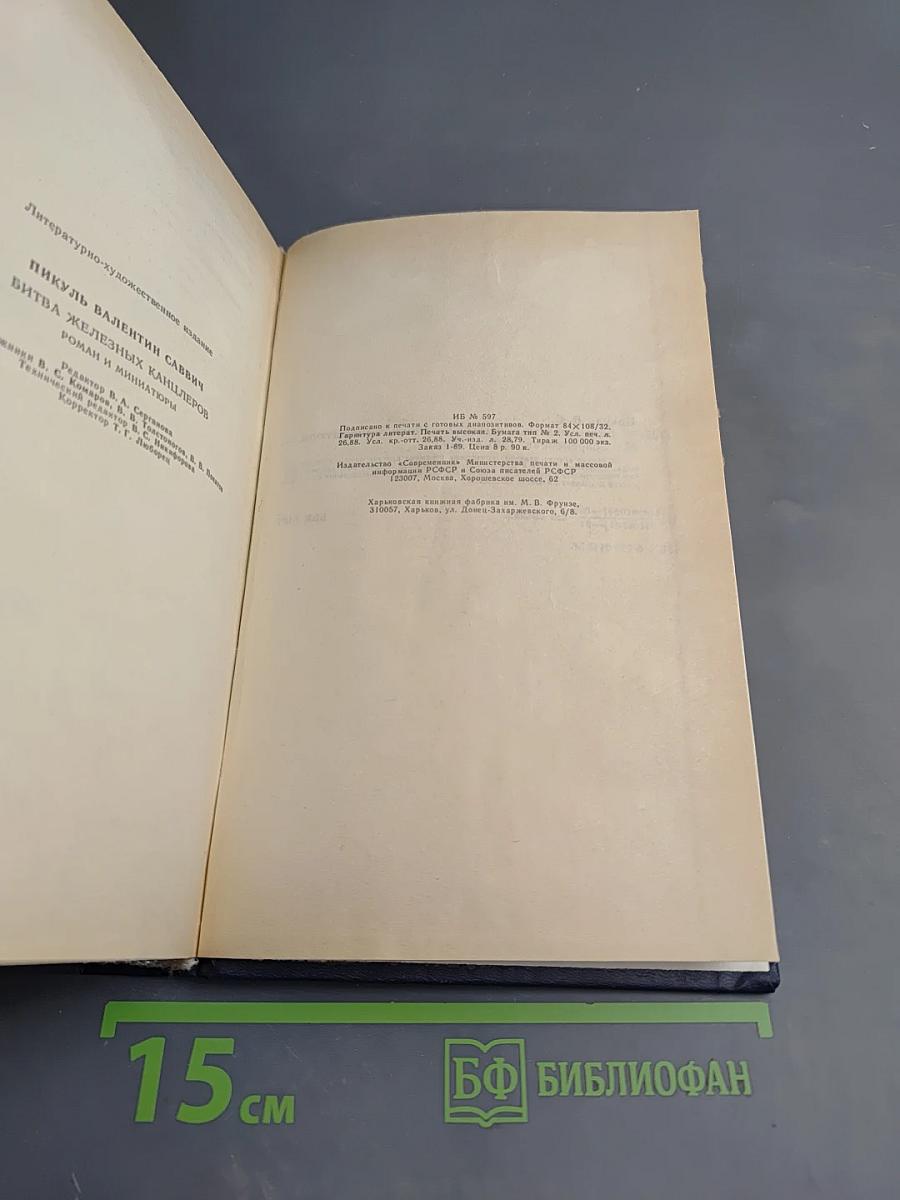 Литературно-художественное издание
ПИКУЛЬ ВАЛЕНТИН САВВИЧ
БИТВА ЖЕЛЕЗНЫХ КАНЦЛЕРОВ
РОМАН И МИНИАТЮРЫ
Редактор В. А. Серганова
В. С. Комаров, В. В. Толстоногов, В. В.
Технический редактор В. С. Никифорова
Корректор Т. Г. Люборец
ИБ № 597
Подписано к печати с готовых диапозитивов. Формат 84×108/32.
Гарнитура литерат. Печать высокая. Бумага тип № 2. Усл. печ. л.
26,88. Усл. кр.-отт. 26,88. Уч.-изд. л. 28,79. Тираж 100 000 экз.
Заказ 1-89. Цена 8 р. 90 к.
Издательство «Современник» Министерства печати и массовой
информации РСФСР и Союза писателей РСФСР
123007, Москва, Хорошевское шоссе, 62
Харьковская книжная фабрика им. М. В. Фрунзе,
310057, Харьков, ул. Донец-Захаржевского, 6/8.
15 см
БФ БИБЛИОФАН